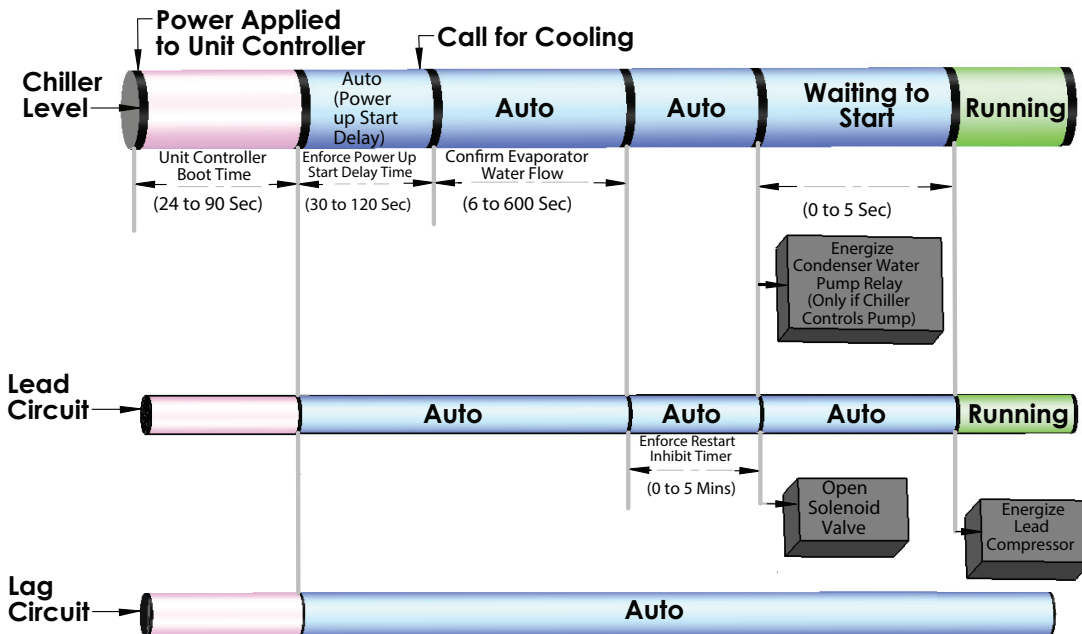 Power Applied
to Unit Controller
Call for Cooling
Chiller
Level
Auto
(Power
up Start
Delay)
Auto
Auto
Waiting to
Start
Running
Unit Controller
Boot Time
(24 to 90 Sec)
Enforce Power Up
Start Delay Time
(30 to 120 Sec)
Confirm Evaporator
Water Flow
(6 to 600 Sec)
(0 to 5 Sec)
Energize
Condenser Water
Pump Relay
(Only if Chiller
Controls Pump)
Lead
Circuit
Auto
Auto
Auto
Running
Enforce Restart
Inhibit Timer
(0 to 5 Mins)
Open
Solenoid
Valve
Energize
Lead
Compressor
Lag
Circuit
Auto